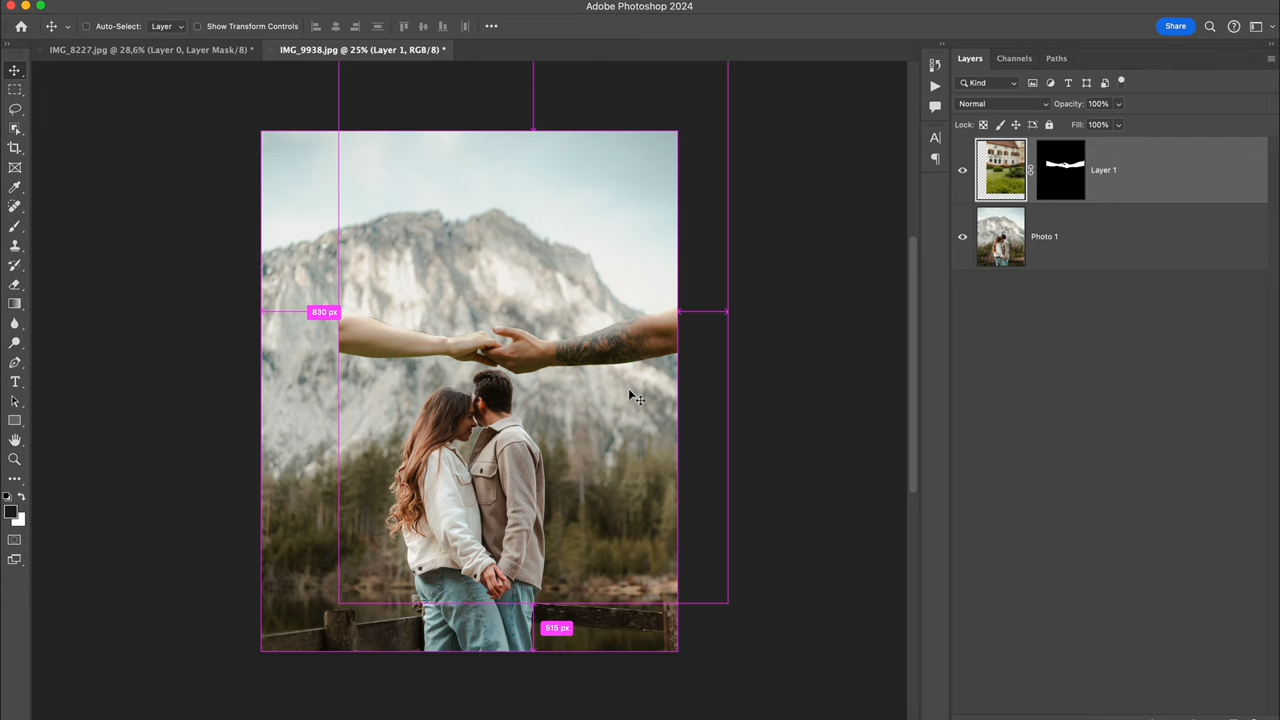 Adobe Photoshop 2024
Auto-Select: Layer Show Transform Controls Share
IMG_8227.jpg @ 28,6% (Layer 0, Layer Mask/8) *
IMG_9938.jpg @ 25% (Layer 1, RGB/8) *
Layers Channels Paths
Kind
Normal Opacity: 100%
Lock: Fill: 100%
Layer 1
Photo 1
830 px
515 px